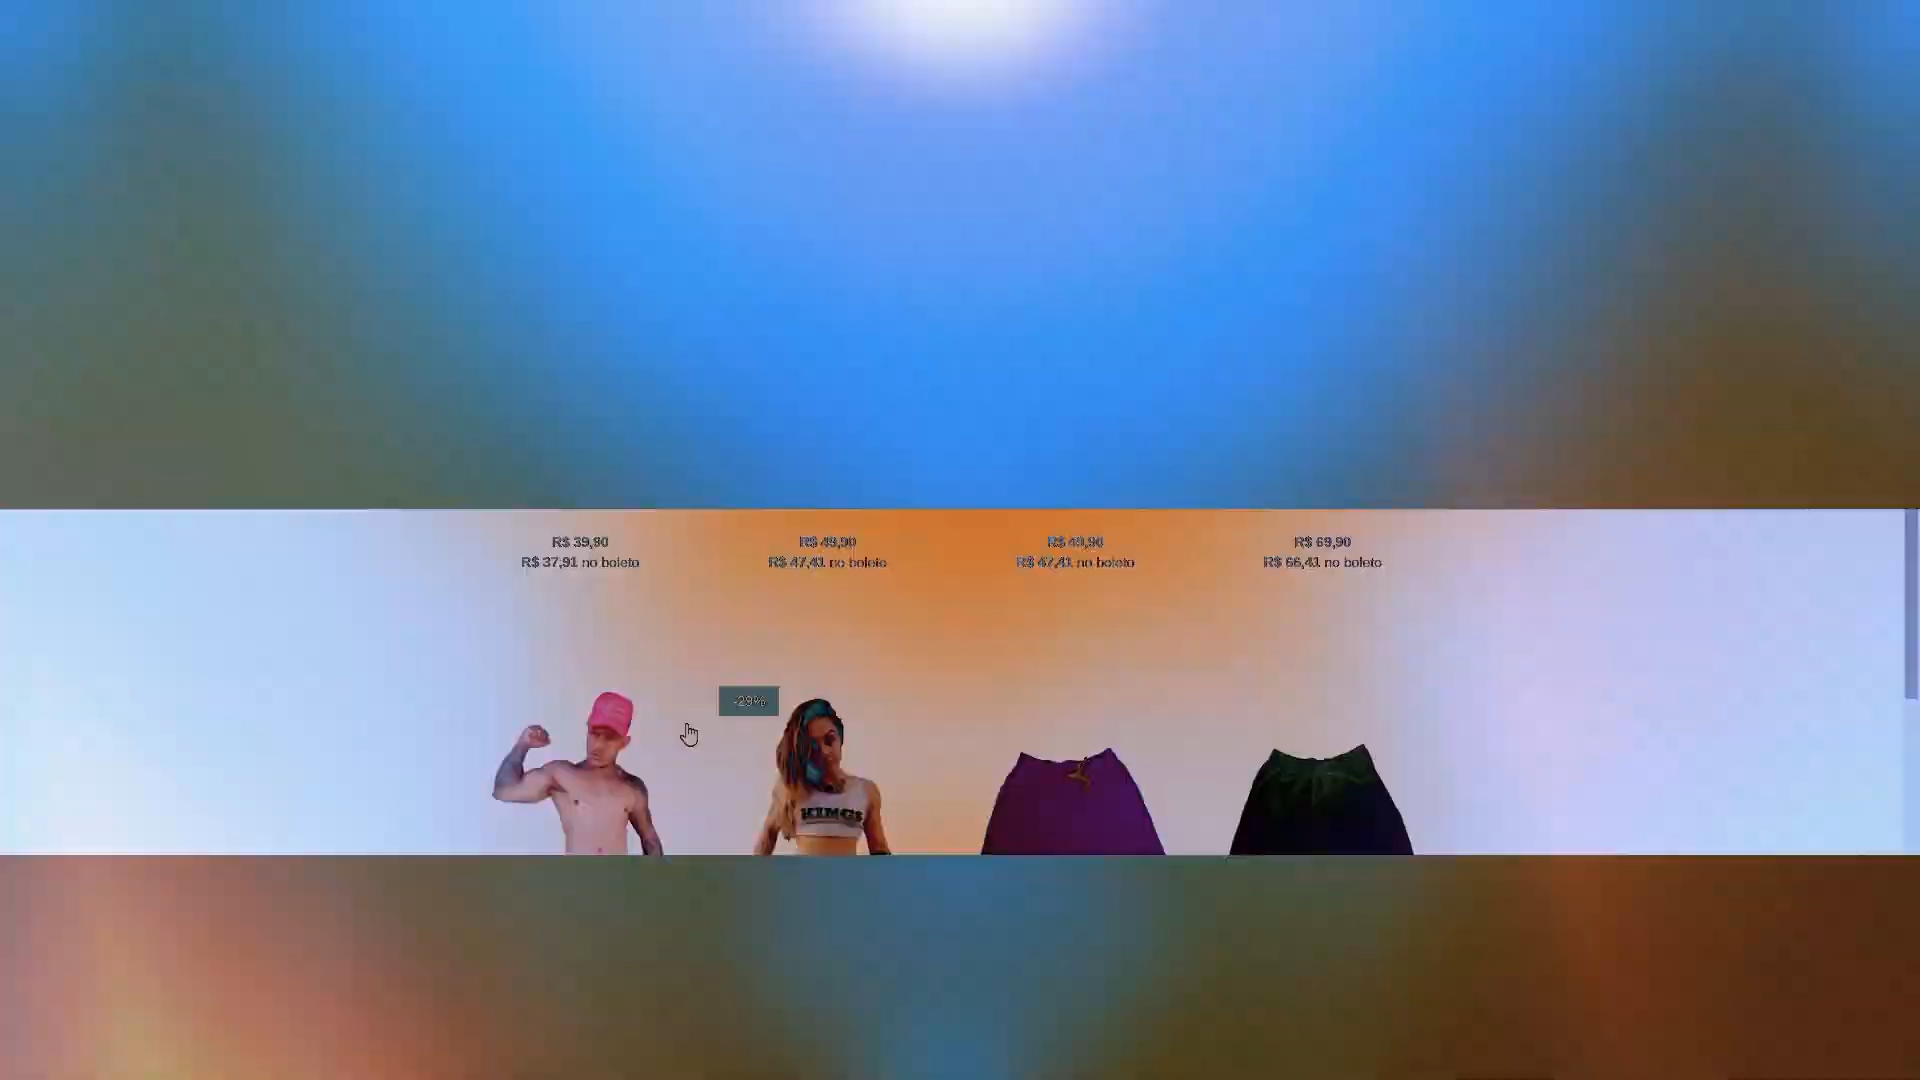 R$ 39,90
R$ 37,91 no boleto
R$ 49,90
R$ 47,41 no boleto
R$ 49,90
R$ 47,41 no boleto
R$ 69,90
R$ 66,41 no boleto
-29%
KINGS